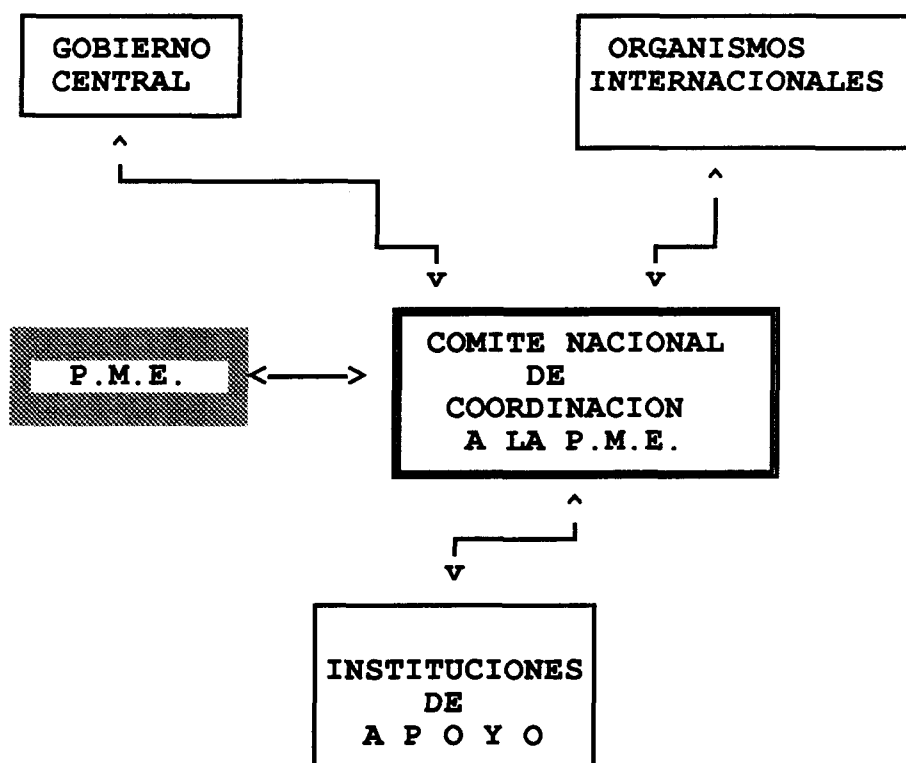 GOBIERNO
CENTRAL
ORGANISMOS
INTERNACIONALES
P.M.E.
COMITE NACIONAL
DE
COORDINACION
A LA P.M.E.
INSTITUCIONES
DE
A P O Y O